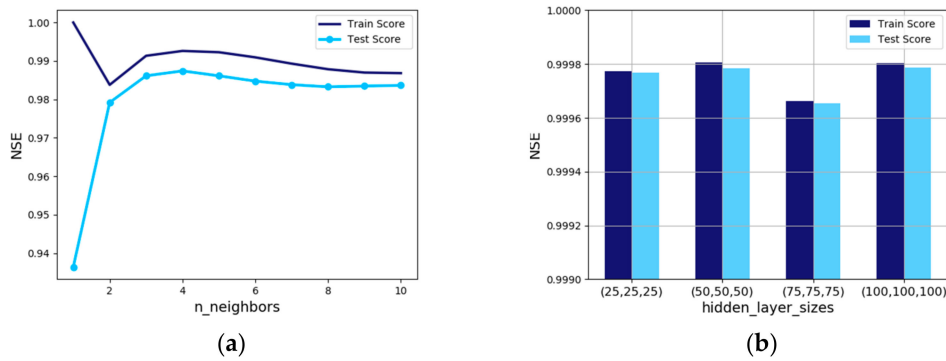 Train Score
Test Score
1.00
0.99
0.98
0.97
0.96
0.95
0.94
NSE
2
4
6
8
10
n_neighbors
(a)
Train Score
Test Score
1.0000
0.9998
0.9996
0.9994
0.9992
0.9990
NSE
(25,25,25)
(50,50,50)
(75,75,75)
(100,100,100)
hidden_layer_sizes
(b)